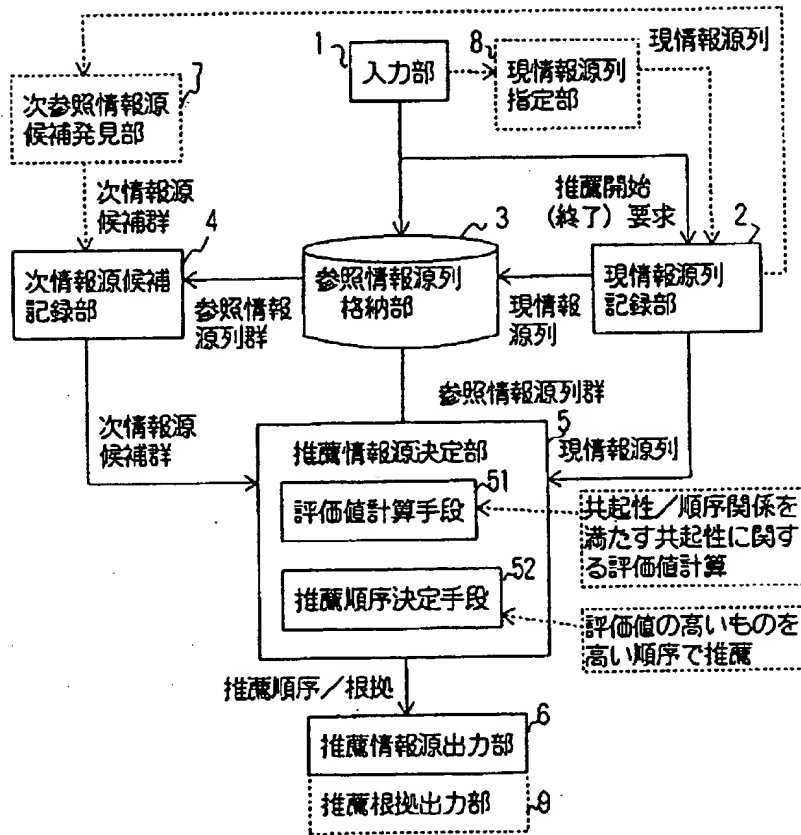 現情報源列
1
8
7
入力部
現情報源列
指定部
次参照情報源
候補発見部
次情報源
候補群
推薦開始
(終了) 要求
4
3
2
次情報源候補
記録部
参照情報源列
格納部
現情報源列
記録部
参照情報
源列群
現情報
源列
参照情報源列群
次情報源
候補群
5
現情報源列
推薦情報源決定部
51
評価値計算手段
共起性/順序関係を
満たす共起性に関す
る評価値計算
52
推薦順序決定手段
評価値の高いものを
高い順序で推薦
推薦順序/根拠
6
推薦情報源出力部
推薦根拠出力部
9